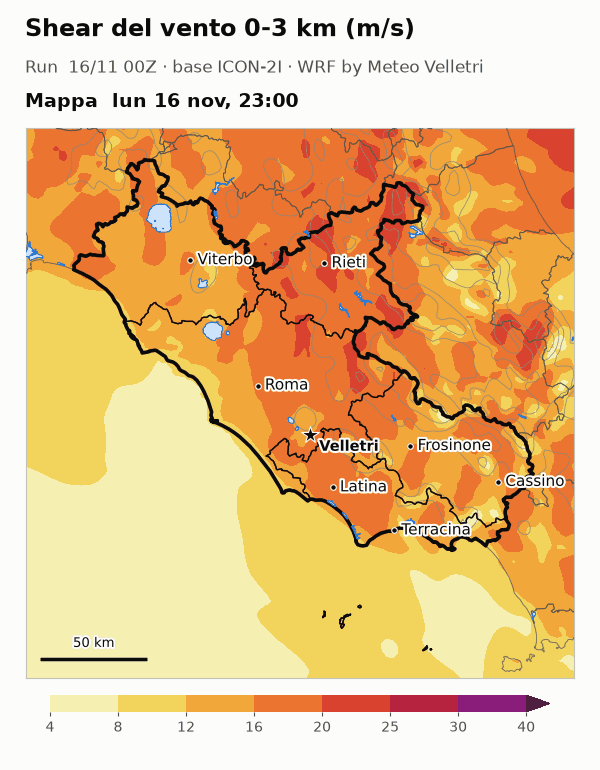 Shear del vento 0-3 km (m/s)
Run  16/11 00Z · base ICON-2I · WRF by Meteo Velletri
Mappa  lun 16 nov, 23:00
Viterbo
Rieti
Roma
Velletri
Frosinone
Latina
Cassino
Terracina
50 km
4 8 12 16 20 25 30 40